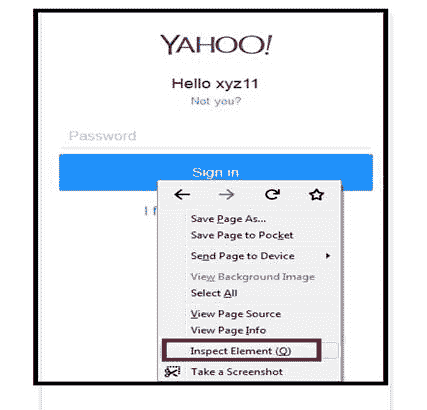 YAHOO!
Hello xyz11
Not you?
Password
Sign in
I f
Save Page As...
Save Page to Pocket
Send Page to Device
View Background Image
Select All
View Page Source
View Page Info
Inspect Element (Q)
Take a Screenshot